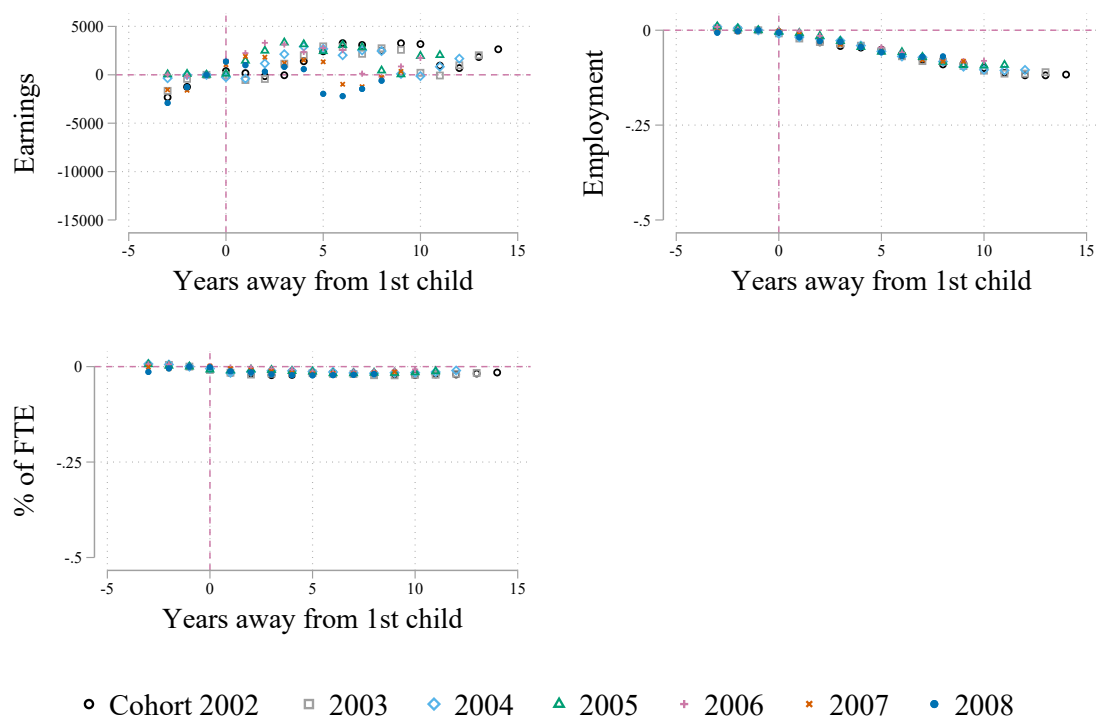 Earnings
5000
0
-5000
-10000
-15000
-5 0 5 10 15
Years away from 1st child
Employment
0
-.25
-.5
-5 0 5 10 15
Years away from 1st child
% of FTE
0
-.25
-.5
-5 0 5 10 15
Years away from 1st child
Cohort 2002 2003 2004 2005 2006 2007 2008